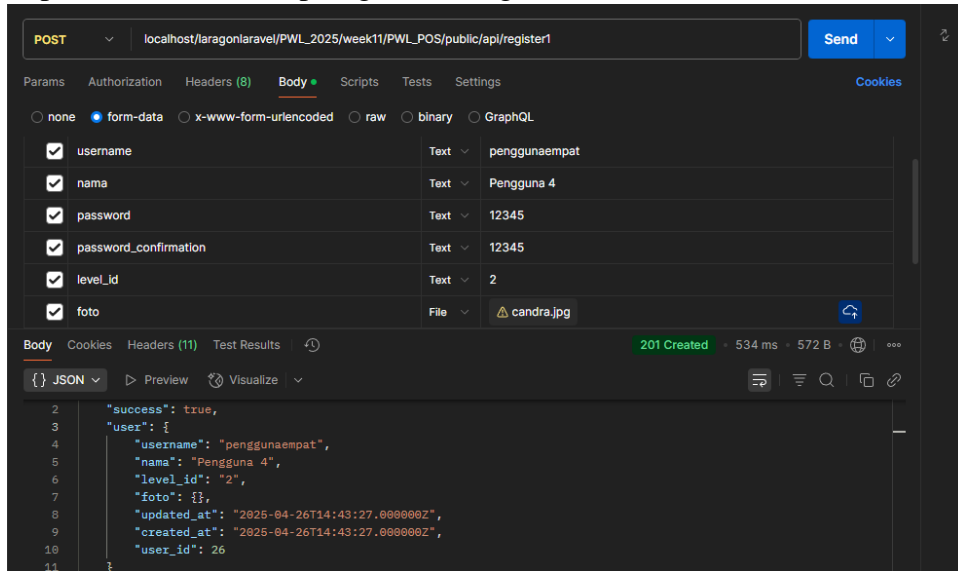 POST localhost/laragonlaravel/PWL_2025/week11/PWL_POS/public/api/register1 Send
Params Authorization Headers (8) Body Scripts Tests Settings Cookies
none form-data x-www-form-urlencoded raw binary GraphQL
username Text penggunaempat
nama Text Pengguna 4
password Text 12345
password_confirmation Text 12345
level_id Text 2
foto File candra.jpg
Body Cookies Headers (11) Test Results 201 Created 534 ms 572 B
{} JSON Preview Visualize
2 "success": true,
3 "user": {
4 "username": "penggunaempat",
5 "nama": "Pengguna 4",
6 "level_id": "2",
7 "foto": {},
8 "updated_at": "2025-04-26T14:43:27.000000Z",
9 "created_at": "2025-04-26T14:43:27.000000Z",
10 "user_id": 26
11 }